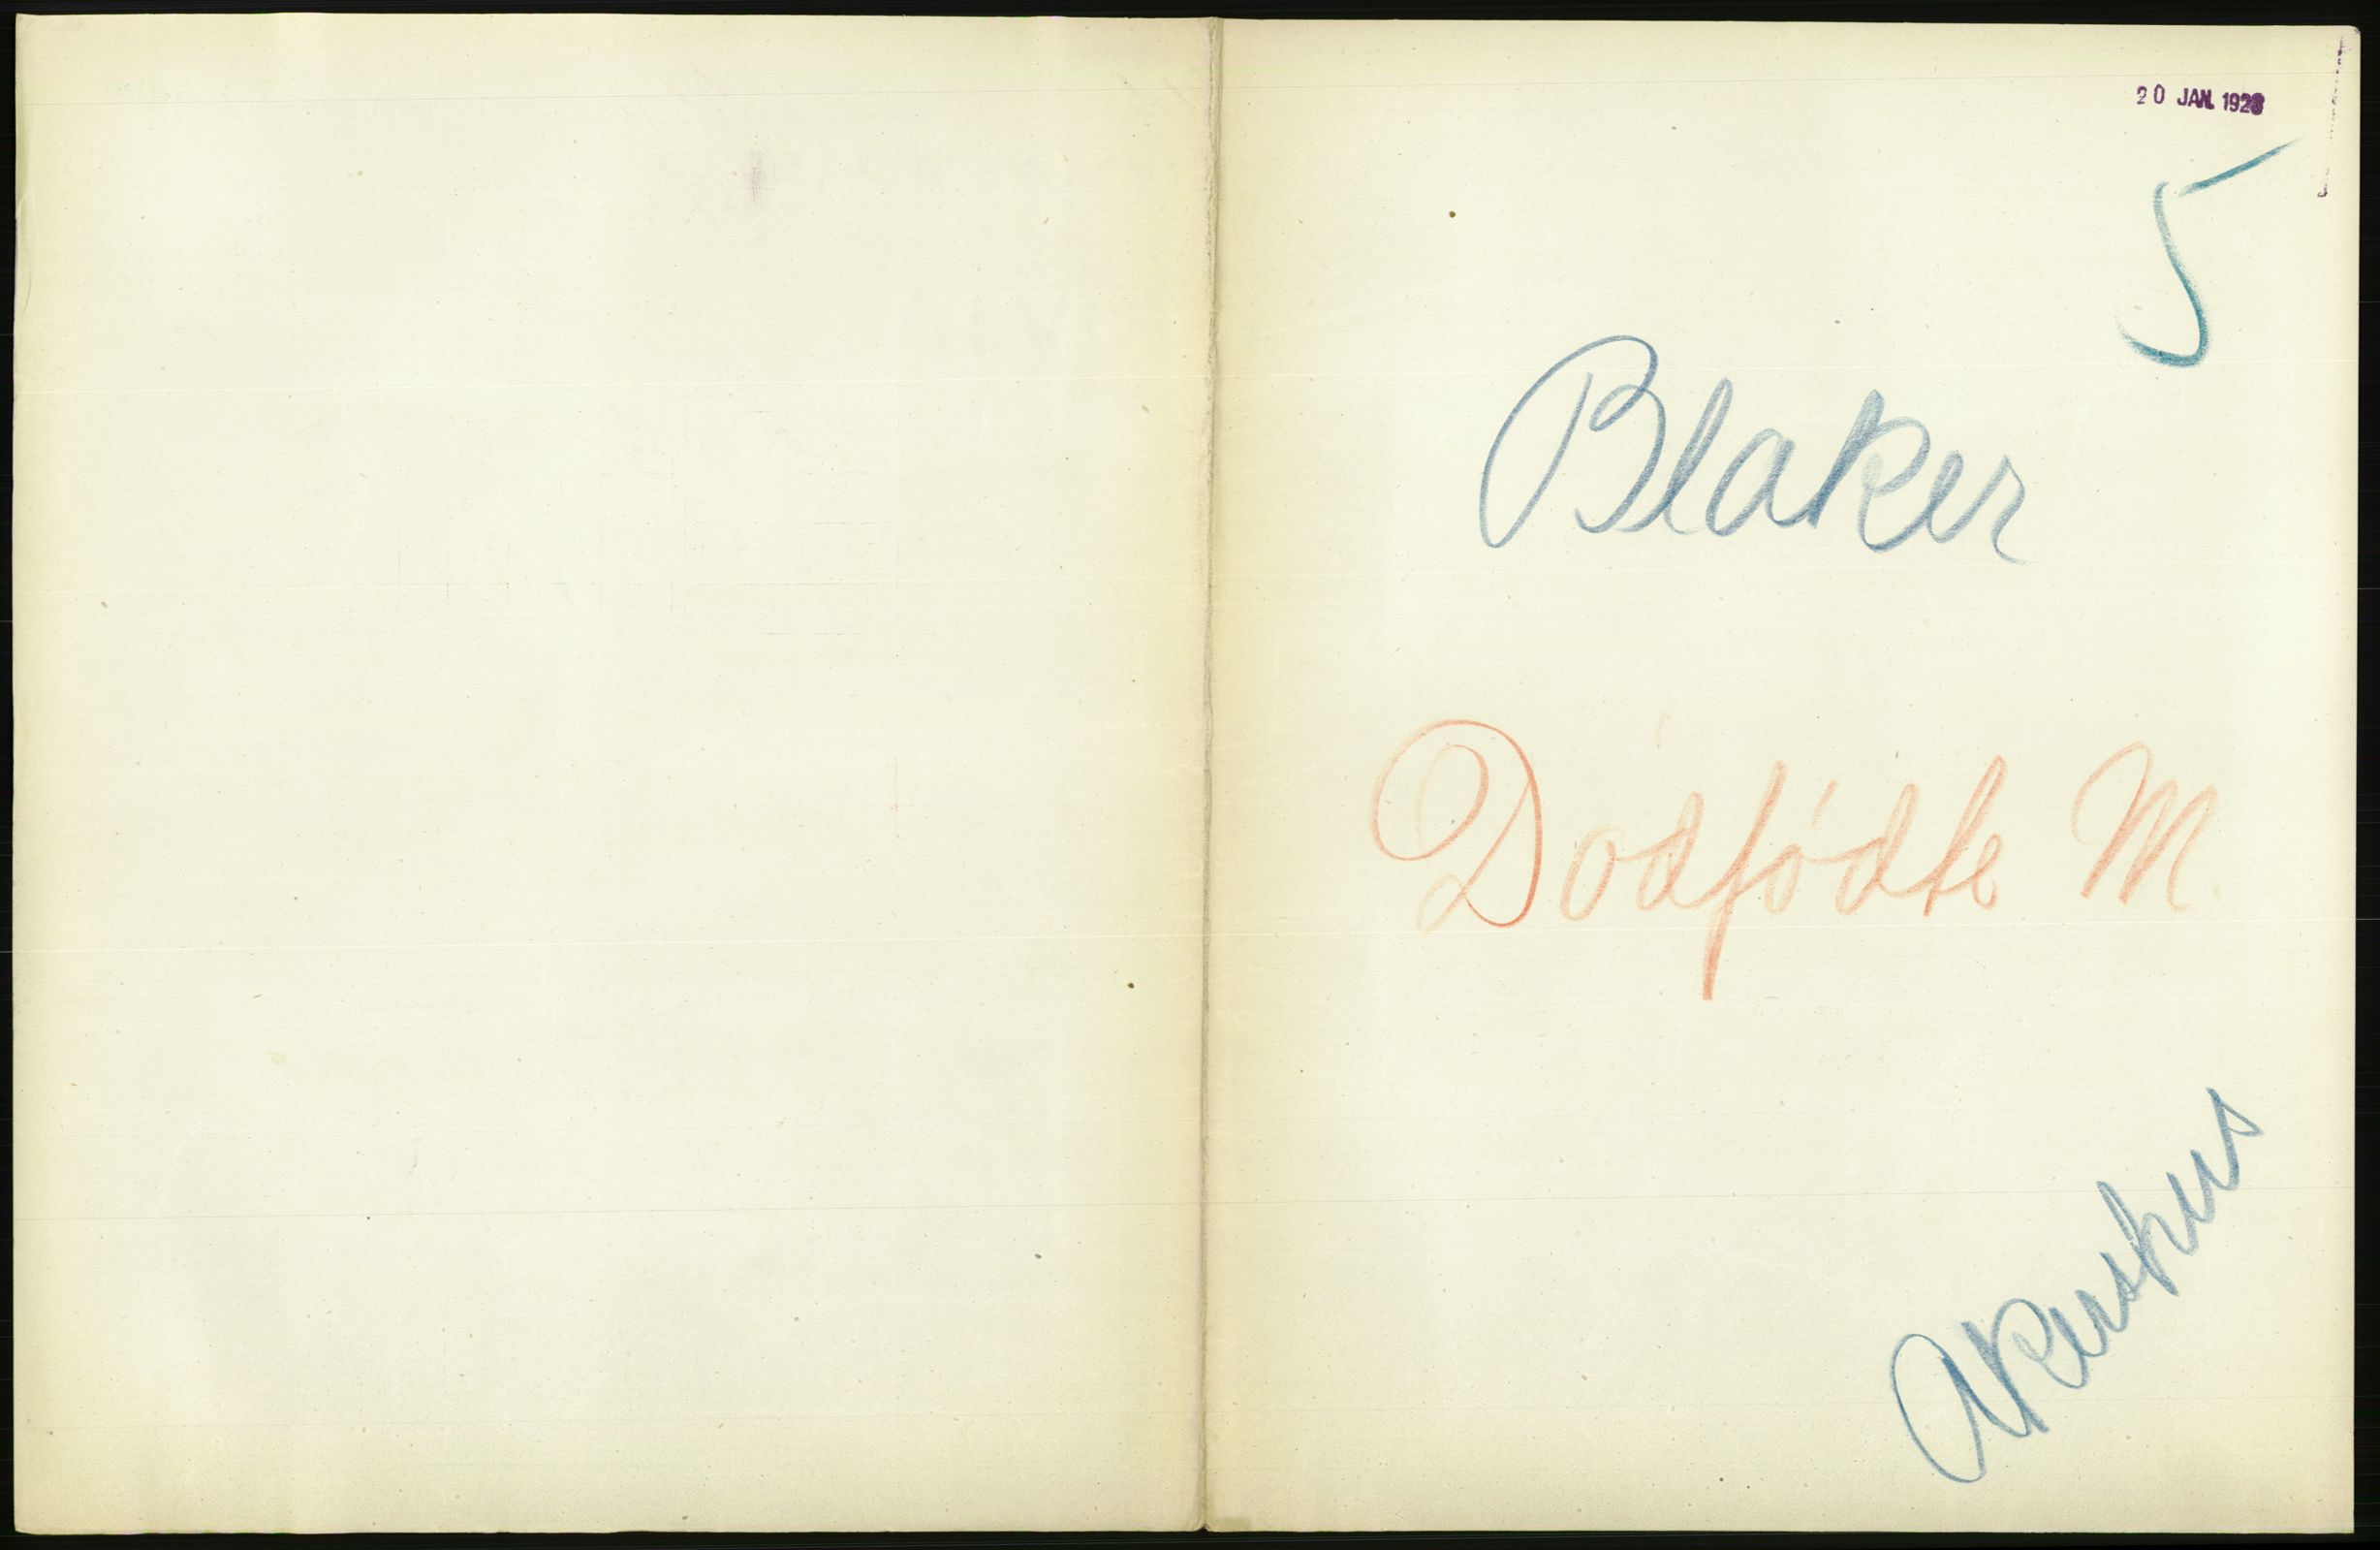 20 JAN. 1928
5
Blaker
Dødfødte M.
Akershus